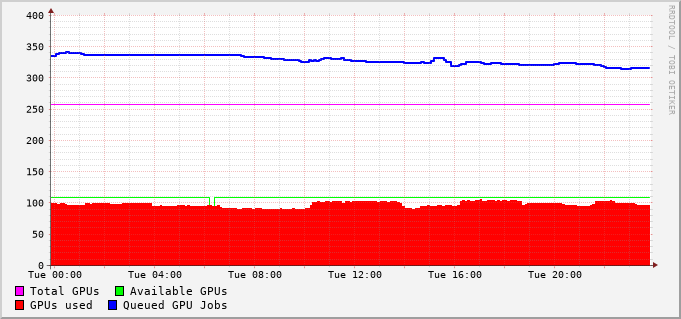 400
350
300
250
200
150
100
50
0
Tue 00:00 Tue 04:00 Tue 08:00 Tue 12:00 Tue 16:00 Tue 20:00
Total GPUs Available GPUs
GPUs used Queued GPU Jobs
RRDTOOL / TOBI OETIKER